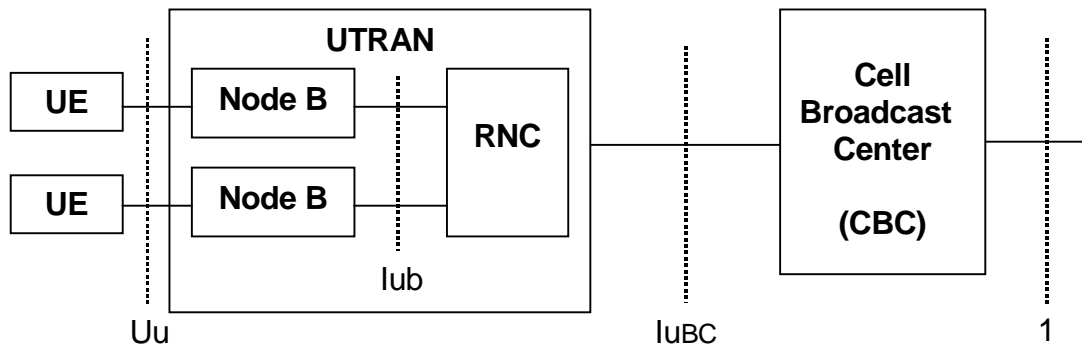 UTRAN
UE
Node B
RNC
UE
Node B
Iub
Cell
Broadcast
Center
(CBC)
Uu
IuBC
1